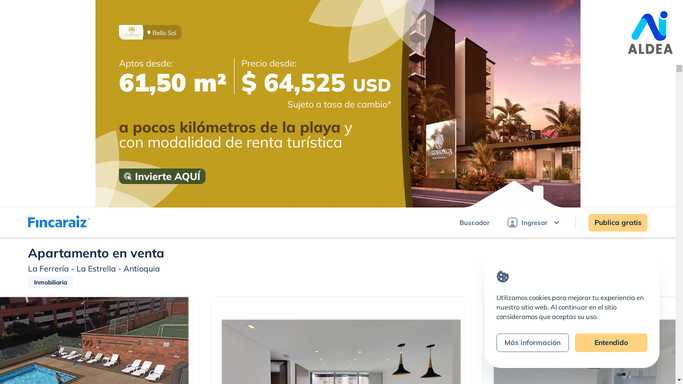 Bello Sol
Aptos desde:
61,50 m²
Precio desde:
$ 64,525 USD
Sujeto a tasa de cambio*
a pocos kilómetros de la playa y
con modalidad de renta turística
Invierte AQUÍ
ALDEA
Fincaraiz
Buscador
Ingresar
Publica gratis
Apartamento en venta
La Ferrería - La Estrella - Antioquia
Inmobiliaria
Utilizamos cookies para mejorar tu experiencia en
nuestro sitio web. Al continuar en el sitio
consideramos que aceptas su uso.
Más información
Entendido